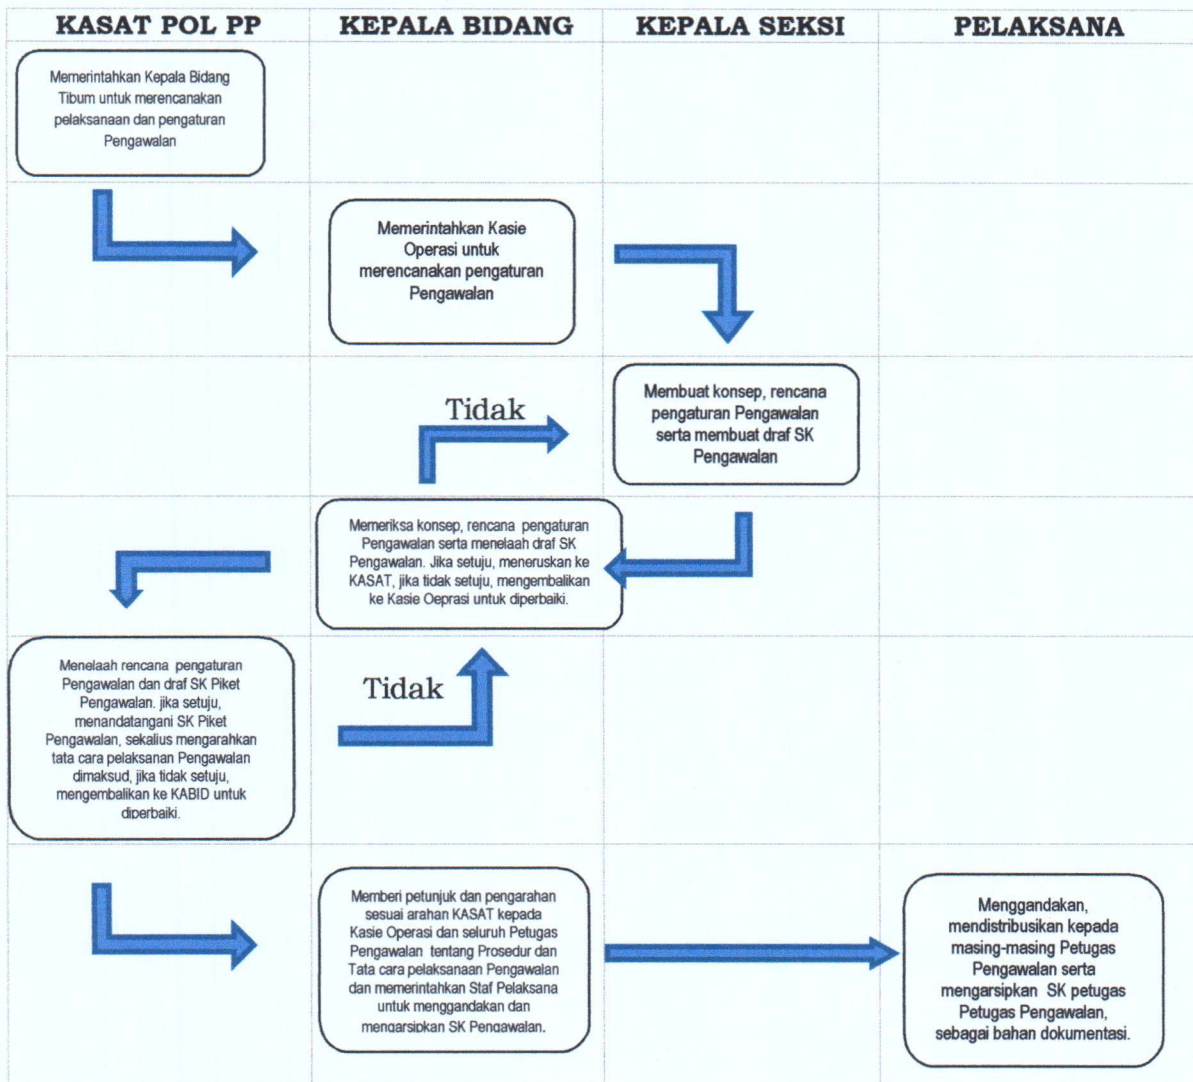 KASAT POL PP
KEPALA BIDANG
KEPALA SEKSI
PELAKSANA
Memerintahkan Kepala Bidang
Tibum untuk merencanakan
pelaksanaan dan pengaturan
Pengawalan
Memerintahkan Kasie
Operasi untuk
merencanakan pengaturan
Pengawalan
Membuat konsep, rencana
pengaturan Pengawalan
serta membuat draf SK
Pengawalan
Tidak
Memeriksa konsep, rencana pengaturan
Pengawalan serta menelaah draf SK
Pengawalan. Jika setuju, meneruskan ke
KASAT, jika tidak setuju, mengembalikan
ke Kasie Oeprasi untuk diperbaiki.
Menelaah rencana pengaturan
Pengawalan dan draf SK Piket
Pengawalan. jika setuju,
menandatangani SK Piket
Pengawalan, sekalius mengarahkan
tata cara pelaksanan Pengawalan
dimaksud, jika tidak setuju,
mengembalikan ke KABID untuk
diperbaiki.
Tidak
Memberi petunjuk dan pengarahan
sesuai arahan KASAT kepada
Kasie Operasi dan seluruh Petugas
Pengawalan tentang Prosedur dan
Tata cara pelaksanaan Pengawalan
dan memerintahkan Staf Pelaksana
untuk menggandakan dan
mengarsipkan SK Pengawalan.
Menggandakan,
mendistribusikan kepada
masing-masing Petugas
Pengawalan serta
mengarsipkan SK petugas
Petugas Pengawalan,
sebagai bahan dokumentasi.